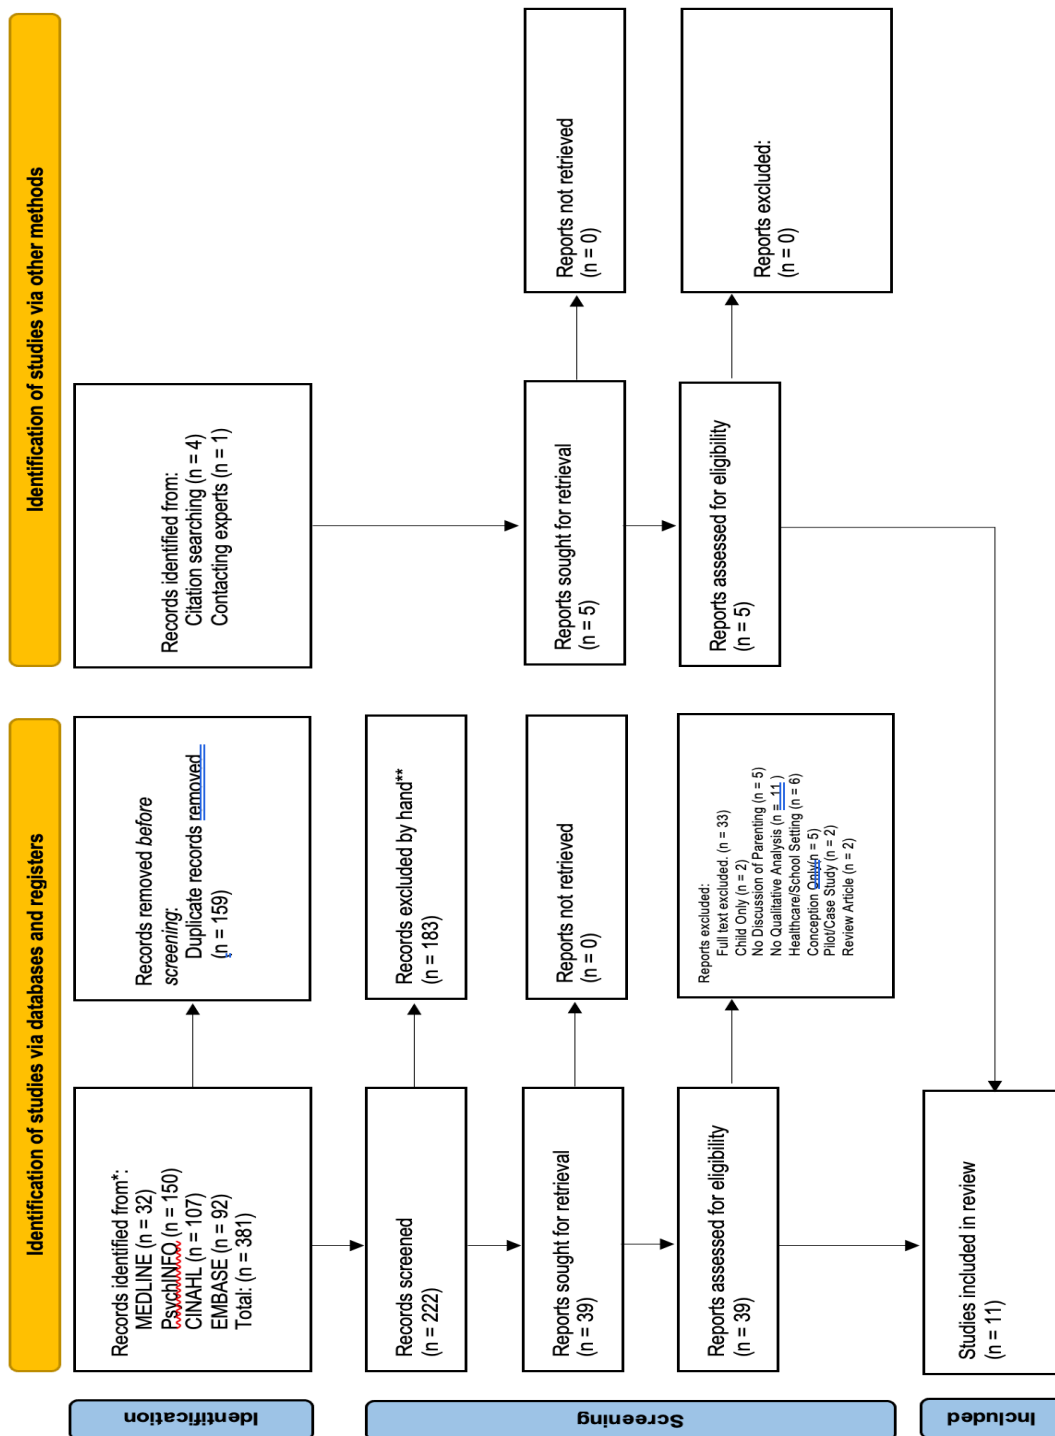 Identification of studies via databases and registers
Identification of studies via other methods
Identification
Records identified from*:
MEDLINE (n = 32)
PsychINFO (n = 150)
CINAHL (n = 107)
EMBASE (n = 92)
Total: (n = 381)
Records removed before
screening:
Duplicate records removed
(n = 159)
Records identified from:
Citation searching (n = 4)
Contacting experts (n = 1)
Screening
Records screened
(n = 222)
Records excluded by hand**
(n = 183)
Reports sought for retrieval
(n = 39)
Reports not retrieved
(n = 0)
Reports sought for retrieval
(n = 5)
Reports not retrieved
(n = 0)
Reports assessed for eligibility
(n = 39)
Reports excluded:
Full text excluded. (n = 33)
Child Only (n = 2)
No Discussion of Parenting (n = 5)
No Qualitative Analysis (n = 11 )
Healthcare/School Setting (n = 6)
Conception Only(n = 5)
Pilot/Case Study (n = 2)
Review Article (n = 2)
Reports assessed for eligibility
(n = 5)
Reports excluded:
(n = 0)
Included
Studies included in review
(n = 11)